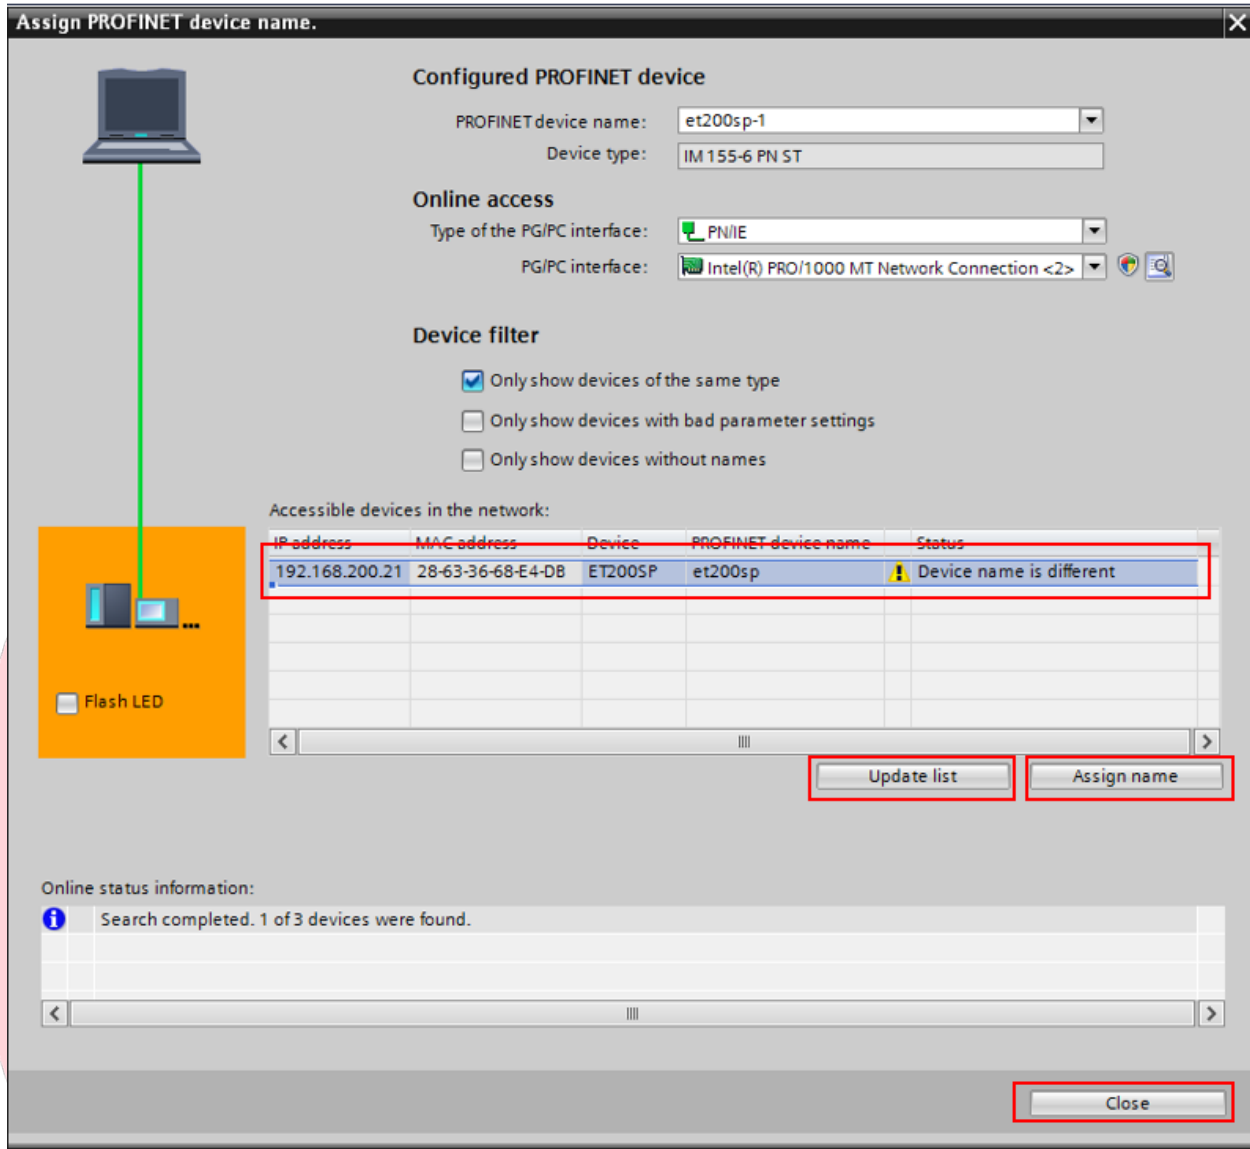 Assign PROFINET device name.
Configured PROFINET device
PROFINET device name: et200sp-1
Device type: IM 155-6 PN ST
Online access
Type of the PG/PC interface: PN/IE
PG/PC interface: Intel(R) PRO/1000 MT Network Connection <2>
Device filter
Only show devices of the same type
Only show devices with bad parameter settings
Only show devices without names
Accessible devices in the network:
IP address MAC address Device PROFINET device name Status
192.168.200.21 28-63-36-68-E4-DB ET200SP et200sp Device name is different
Flash LED
Update list Assign name
Online status information:
Search completed. 1 of 3 devices were found.
Close